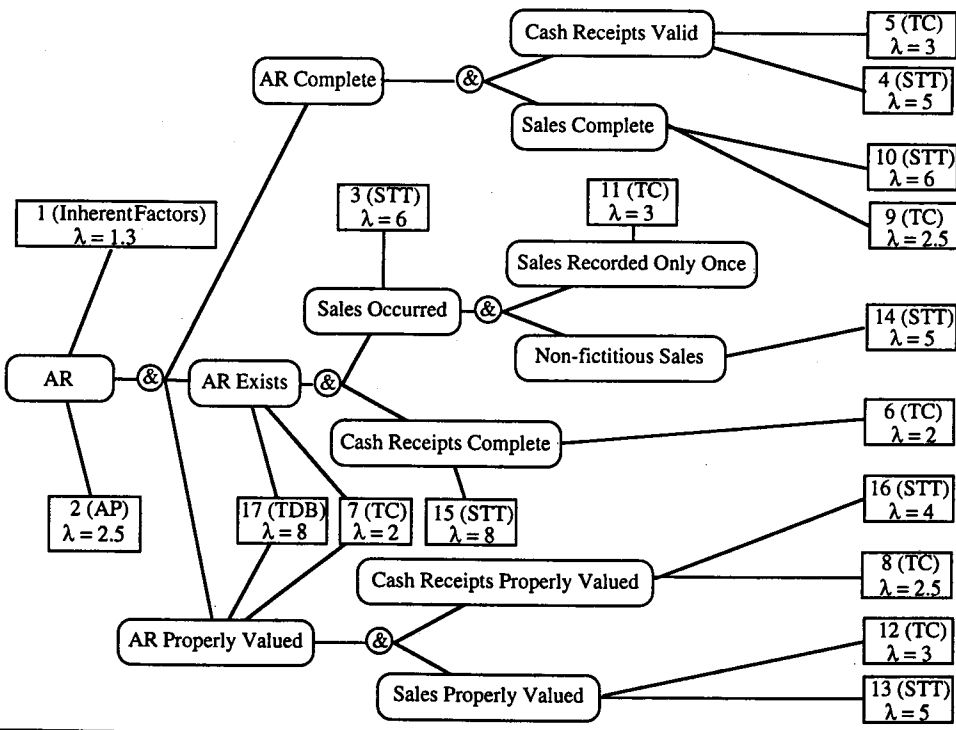 Cash Receipts Valid
5 (TC)
λ = 3
AR Complete
&
4 (STT)
λ = 5
Sales Complete
10 (STT)
λ = 6
3 (STT)
λ = 6
11 (TC)
λ = 3
1 (Inherent Factors)
λ = 1.3
9 (TC)
λ = 2.5
Sales Recorded Only Once
Sales Occurred
&
14 (STT)
λ = 5
Non-fictitious Sales
AR
&
AR Exists
&
6 (TC)
λ = 2
Cash Receipts Complete
2 (AP)
λ = 2.5
17 (TDB)
λ = 8
7 (TC)
λ = 2
15 (STT)
λ = 8
16 (STT)
λ = 4
Cash Receipts Properly Valued
8 (TC)
λ = 2.5
AR Properly Valued
&
12 (TC)
λ = 3
Sales Properly Valued
13 (STT)
λ = 5